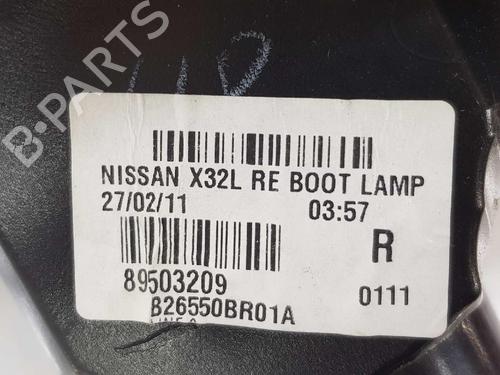 B-PARTS
NISSAN X32L RE BOOT LAMP
27/02/11 03:57
R
89503209
0111
B26550BR01A